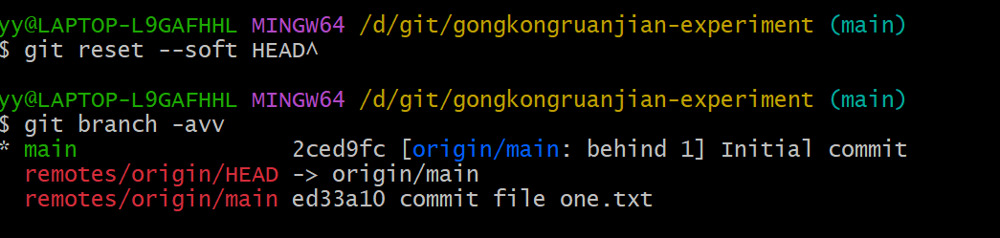 yy@LAPTOP-L9GAFHHL MINGW64 /d/git/gongkongruanjian-experiment (main)
$ git reset --soft HEAD^
yy@LAPTOP-L9GAFHHL MINGW64 /d/git/gongkongruanjian-experiment (main)
$ git branch -avv
* main 2ced9fc [origin/main: behind 1] Initial commit
remotes/origin/HEAD -> origin/main
remotes/origin/main ed33a10 commit file one.txt